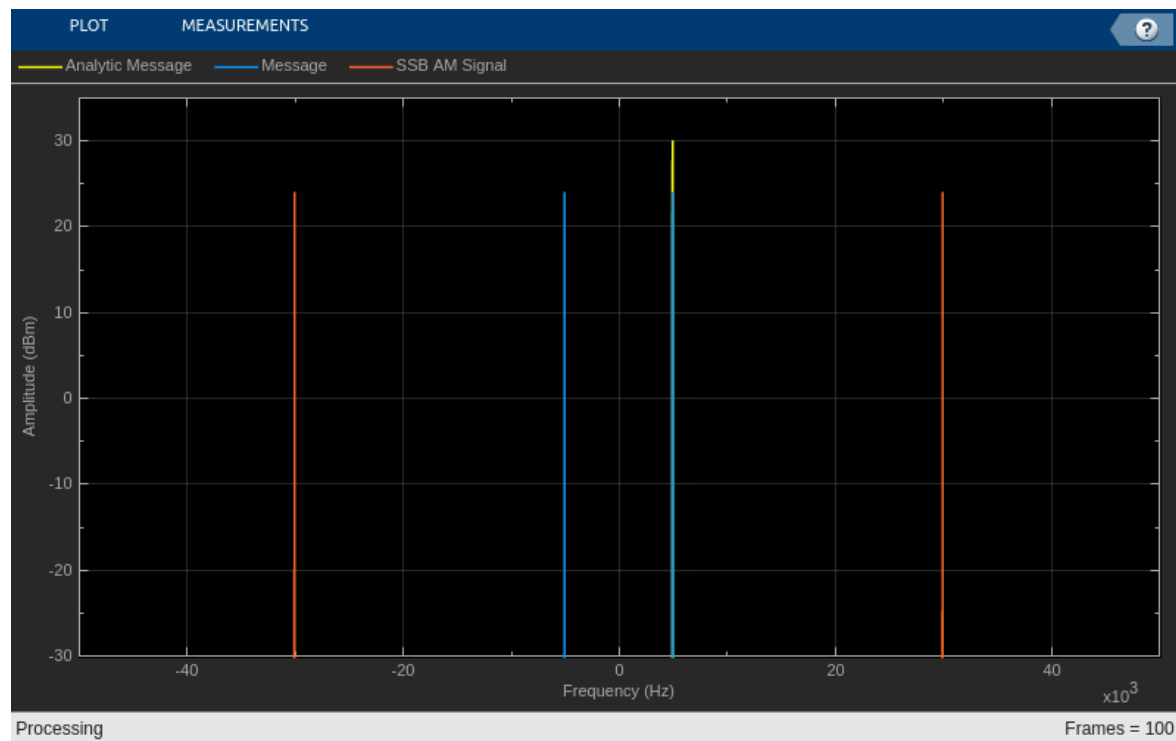 PLOT MEASUREMENTS ?
Analytic Message Message SSB AM Signal
30
20
10
0
-10
-20
-30
Amplitude (dBm)
-40 -20 0 20 40
Frequency (Hz)
x10³
Processing Frames = 100